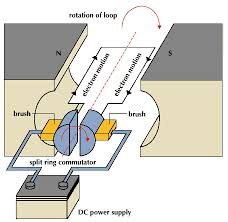 rotation of loop
N
S
electron motion
electron motion
brush
brush
split ring commutator
DC power supply